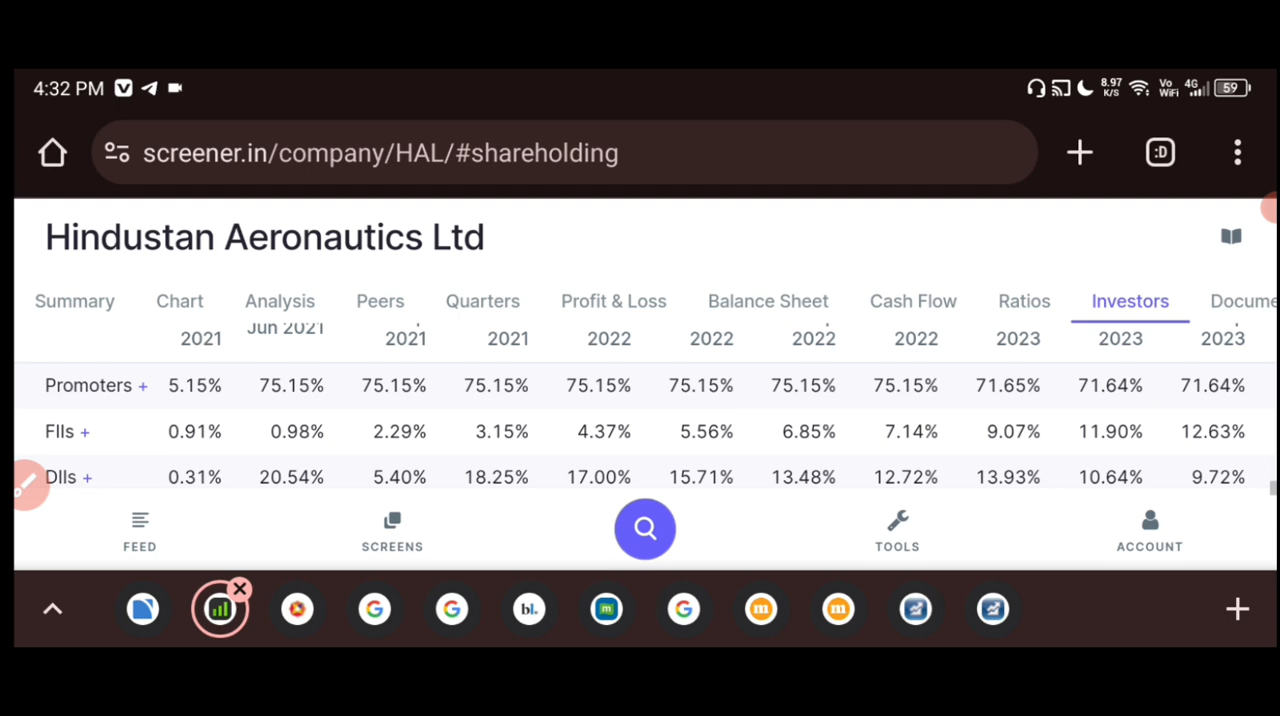 4:32 PM
8.97 K/S Vo WiFi 4G 59
screener.in/company/HAL/#shareholding
:D
Hindustan Aeronautics Ltd
Summary Chart Analysis Peers Quarters Profit & Loss Balance Sheet Cash Flow Ratios Investors Docume
2021 Jun 2021 2021 2021 2022 2022 2022 2022 2023 2023 2023
Promoters + 5.15% 75.15% 75.15% 75.15% 75.15% 75.15% 75.15% 75.15% 71.65% 71.64% 71.64%
FIIs + 0.91% 0.98% 2.29% 3.15% 4.37% 5.56% 6.85% 7.14% 9.07% 11.90% 12.63%
DIIs + 0.31% 20.54% 5.40% 18.25% 17.00% 15.71% 13.48% 12.72% 13.93% 10.64% 9.72%
FEED SCREENS TOOLS ACCOUNT
G G bl. m G m m